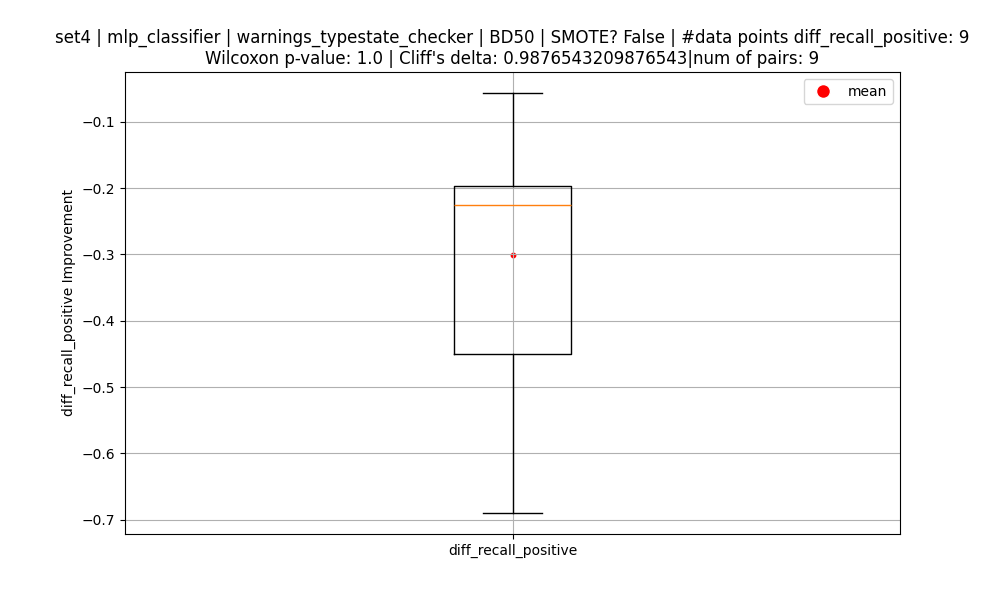 set4 | mlp_classifier | warnings_typestate_checker | BD50 | SMOTE? False | #data points diff_recall_positive: 9
Wilcoxon p-value: 1.0 | Cliff's delta: 0.9876543209876543|num of pairs: 9
mean
−0.1
−0.2
−0.3
−0.4
−0.5
−0.6
−0.7
diff_recall_positive Improvement
diff_recall_positive